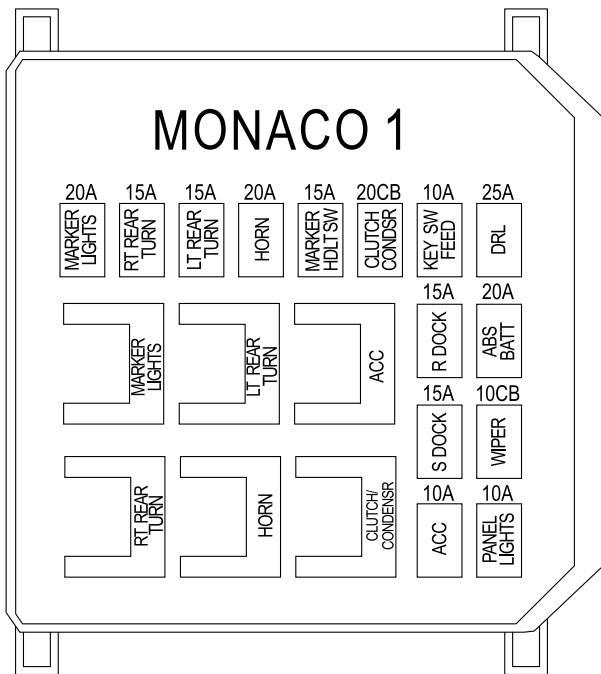 MONACO 1
20A
15A
15A
20A
15A
20CB
10A
25A
MARKER
LIGHTS
RT REAR
TURN
LT REAR
TURN
HORN
MARKER
HDLT SW
CLUTCH
CONDSR
KEY SW
FEED
DRL
15A
20A
MARKER
LIGHTS
LT REAR
TURN
ACC
R DOCK
ABS
BATT
15A
10CB
S DOCK
WIPER
10A
10A
RT REAR
TURN
HORN
CLUTCH/
CONDENSR
ACC
PANEL
LIGHTS